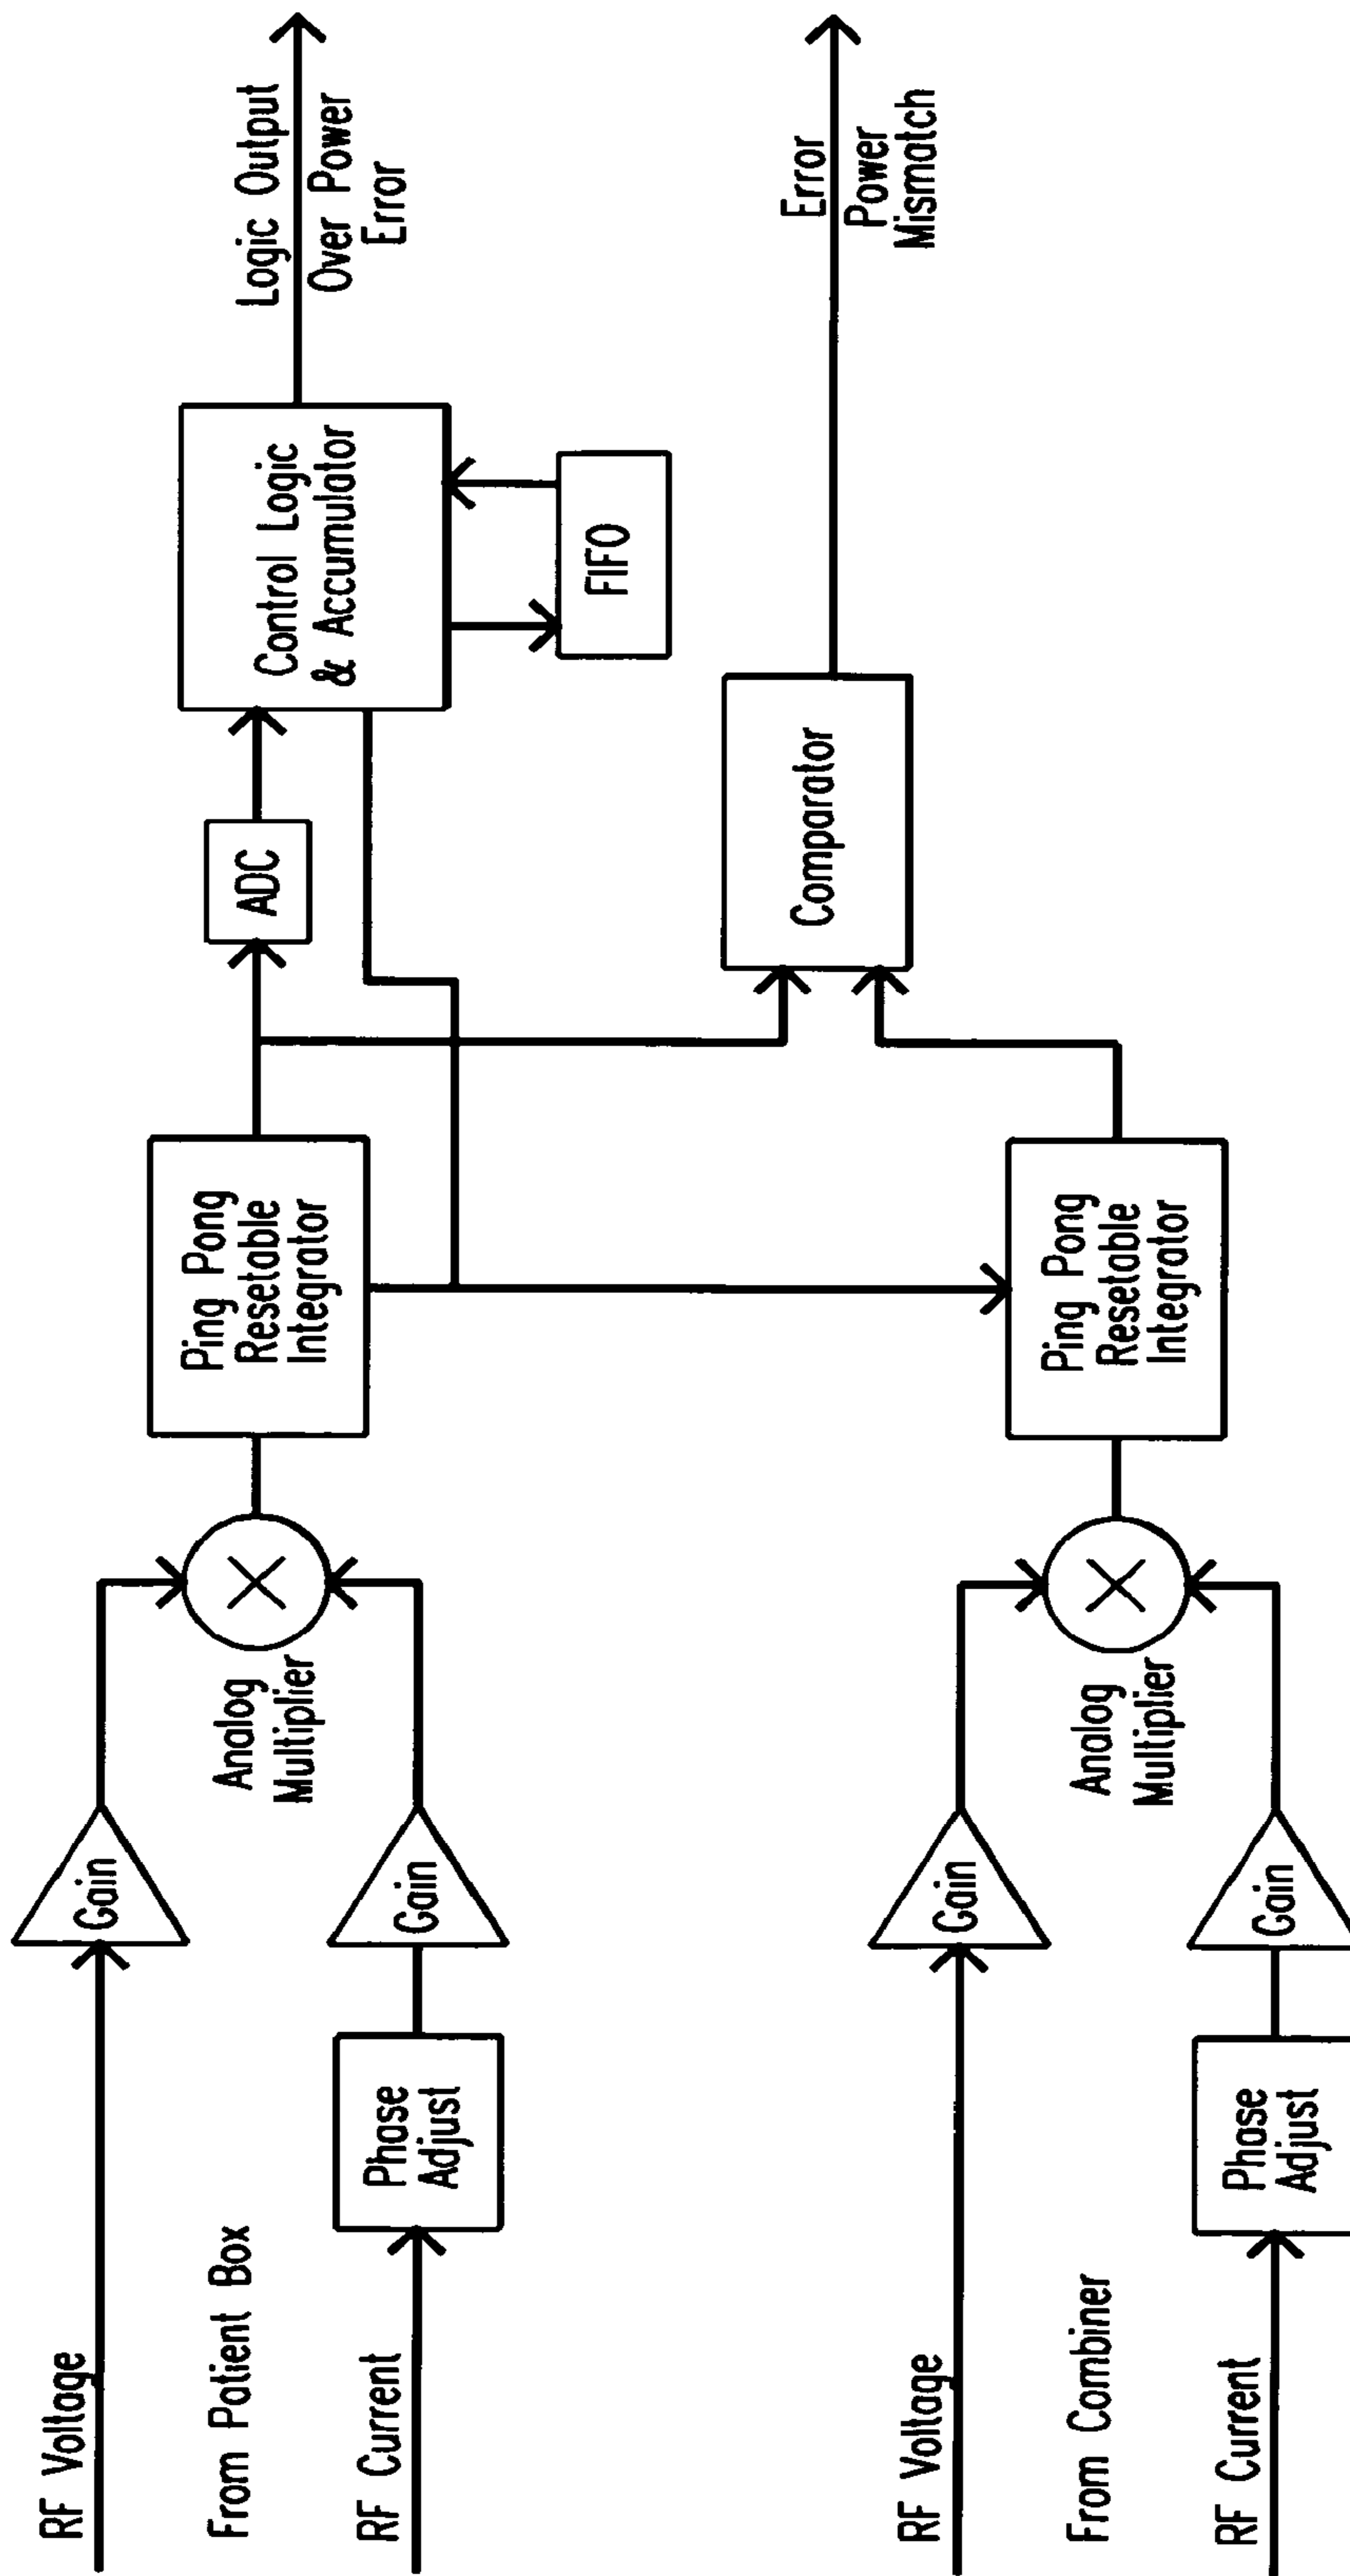 RF Voltage
From Patient Box
RF Current
Phase
Adjust
Gain
Gain
Analog
Multiplier
Ping Pong
Resetable
Integrator
ADC
Control Logic
& Accumulator
FIFO
Logic Output
Over Power
Error
RF Voltage
From Combiner
RF Current
Phase
Adjust
Gain
Gain
Analog
Multiplier
Ping Pong
Resetable
Integrator
Comparator
Error
Power
Mismatch